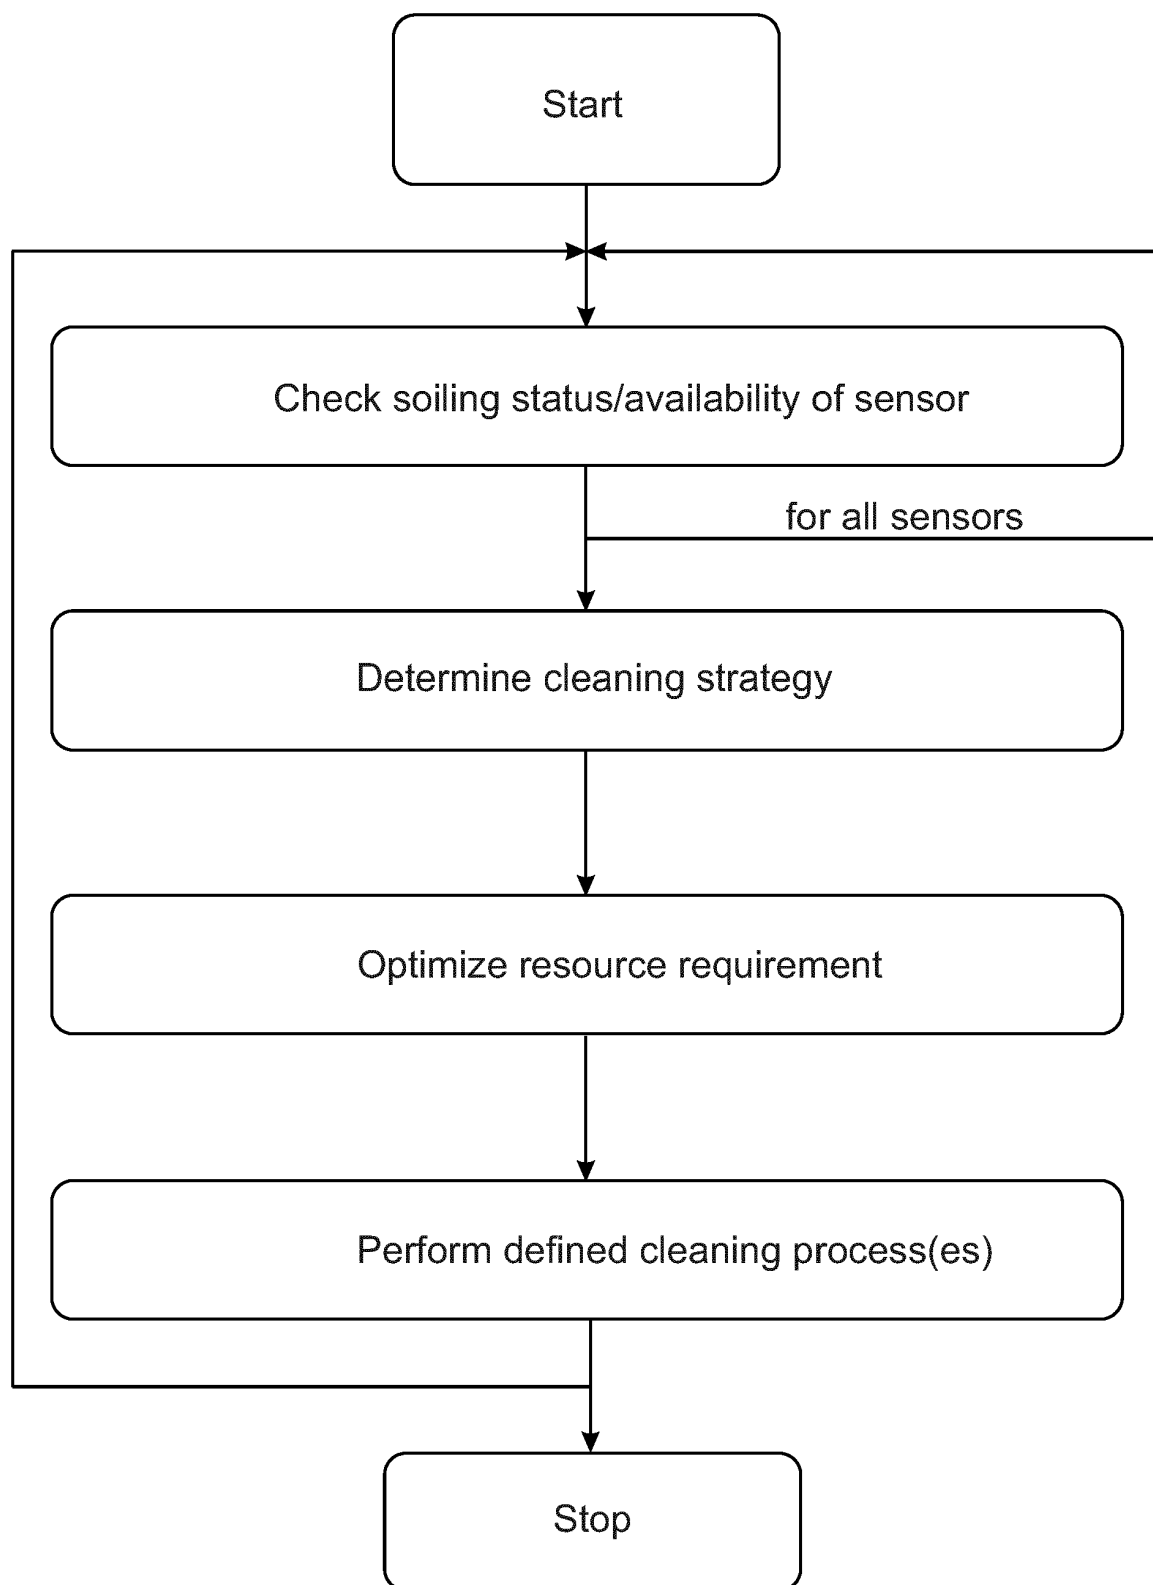 Start
Check soiling status/availability of sensor
for all sensors
Determine cleaning strategy
Optimize resource requirement
Perform defined cleaning process(es)
Stop